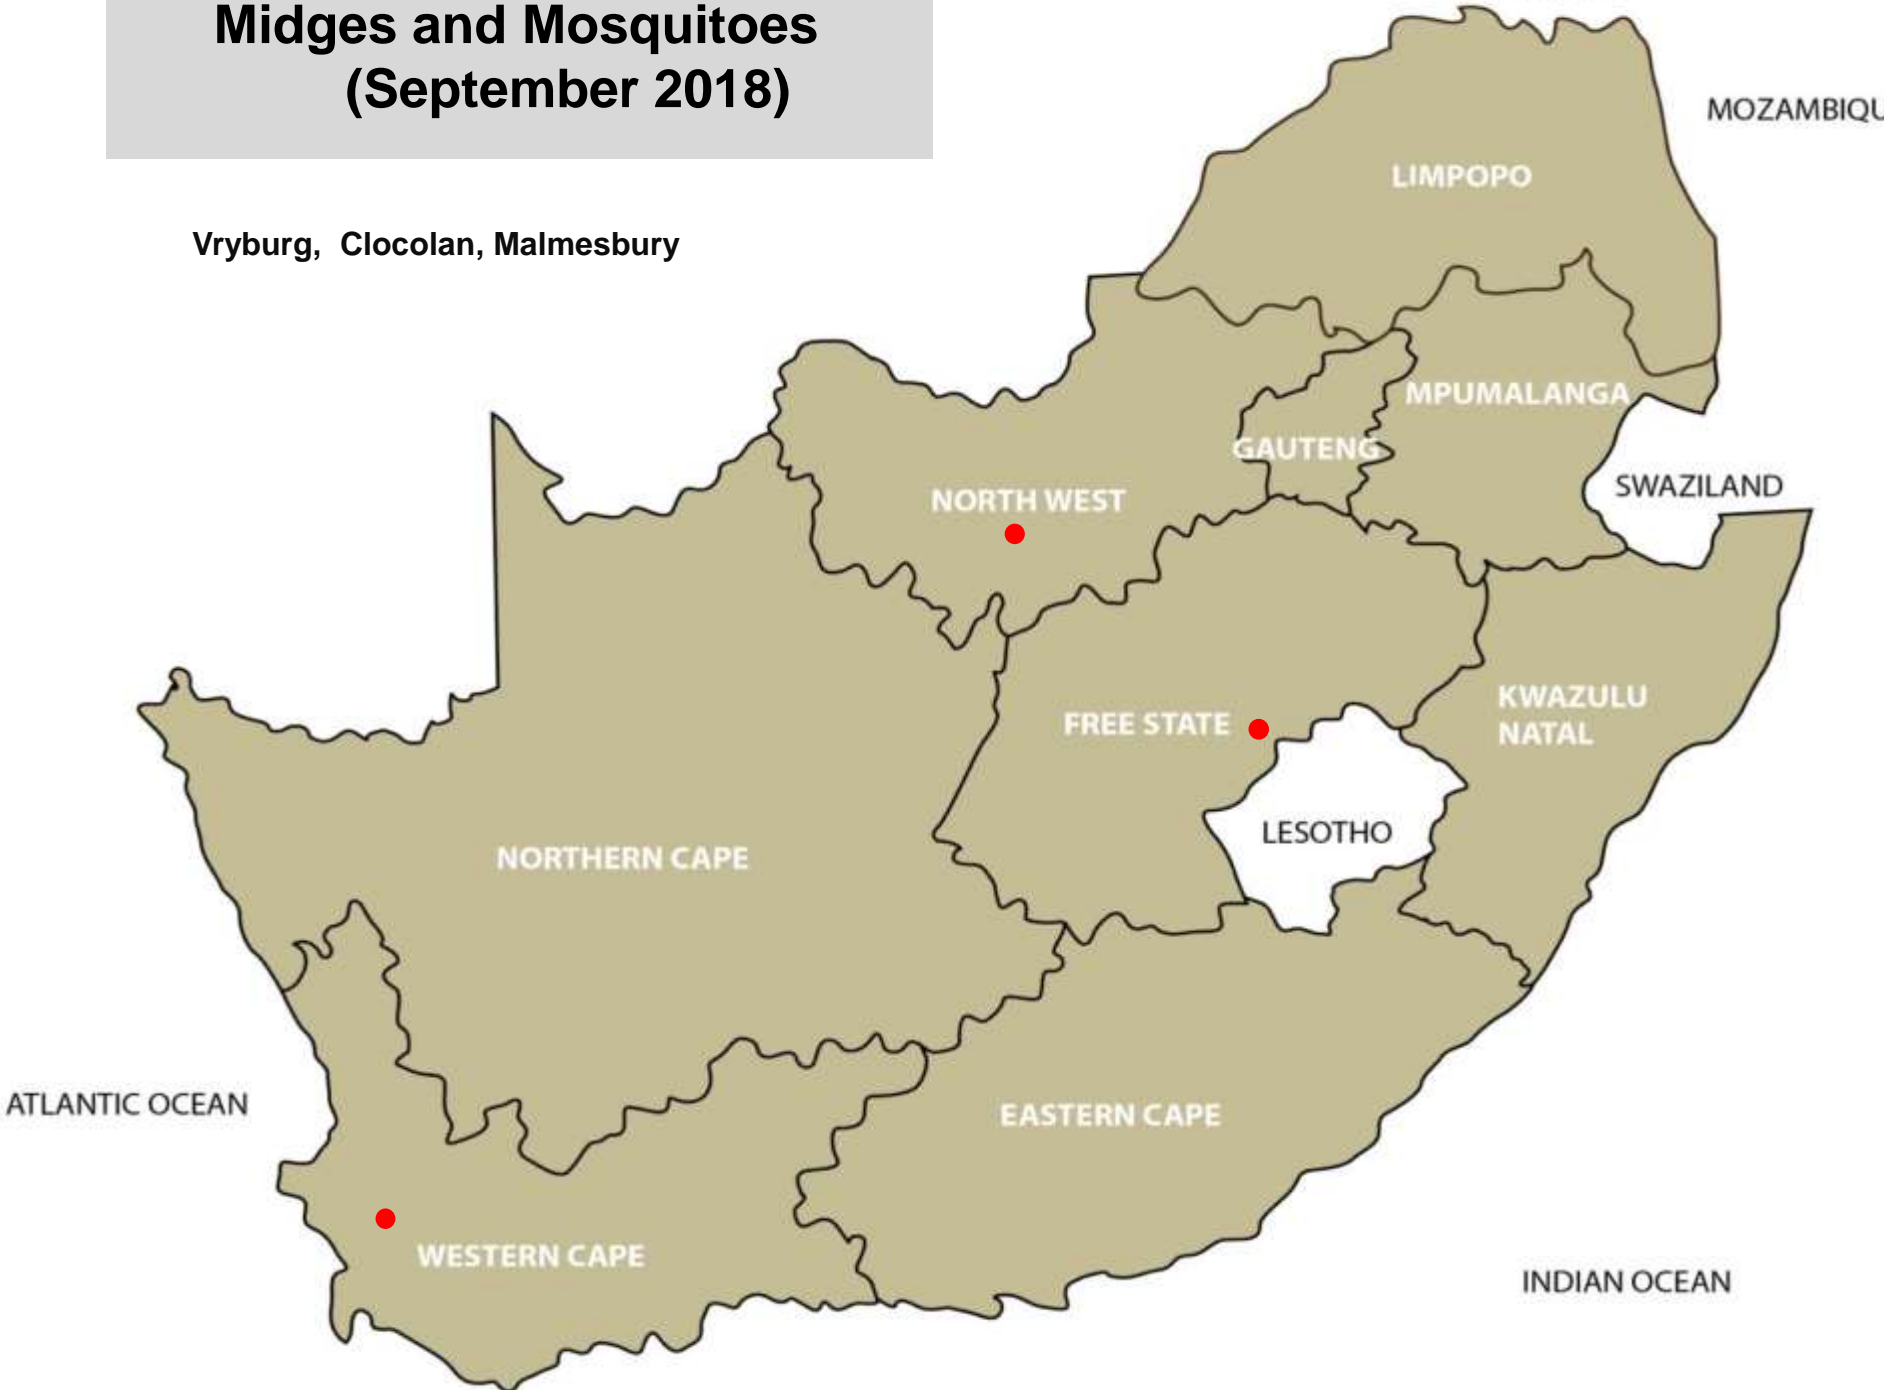 Midges and Mosquitoes
(September 2018)
MOZAMBIQU
LIMPOPO
Vryburg, Clocolan, Malmesbury
MPUMALANGA
GAUTENG
SWAZILAND
NORTH WEST
KWAZULU
NATAL
FREE STATE
LESOTHO
NORTHERN CAPE
ATLANTIC OCEAN
EASTERN CAPE
WESTERN CAPE
INDIAN OCEAN